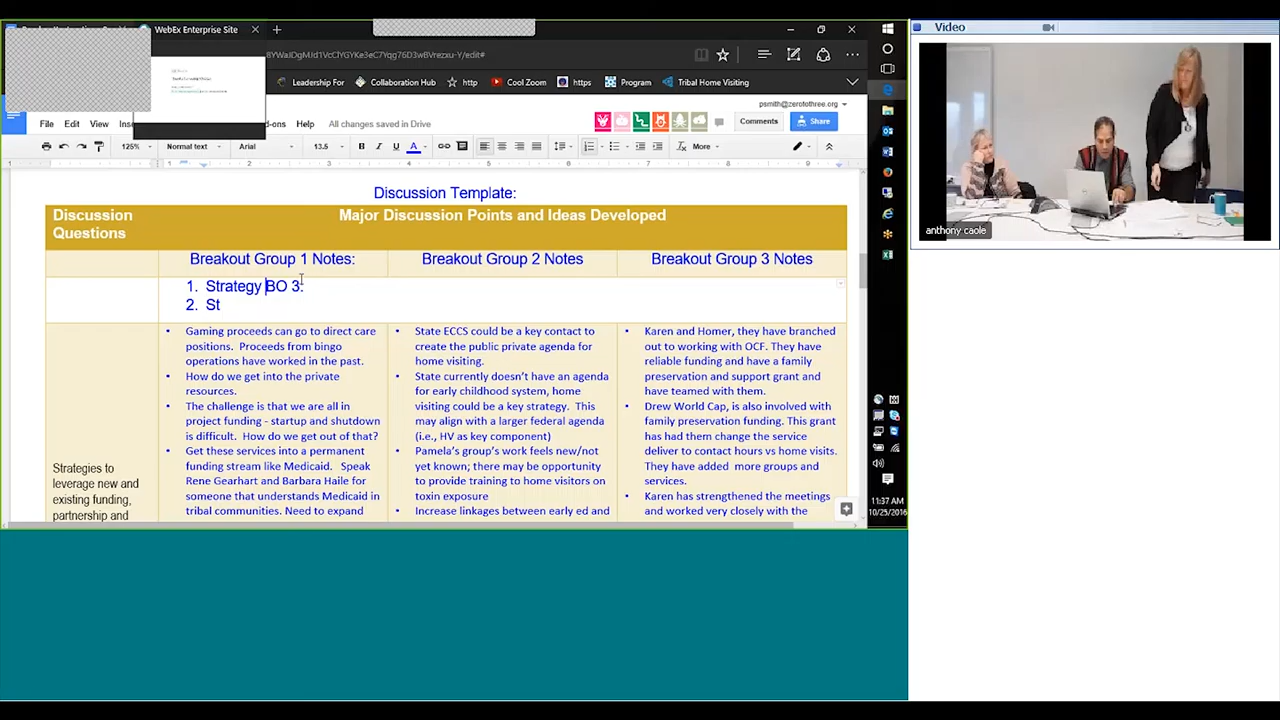 WebEx Enterprise Site
Video
Leadership For
Collaboration Hub
http
Cool Zoom
https
Program
Tribal Home Visiting
psmith@zerotothree.org
File Edit View
Help All changes saved in Drive
Comments Share
125% Normal text Arial 13.5 B I U A More
1 1 2 3 4 5 6 7 8 9
Discussion Template:
Discussion
Questions
Major Discussion Points and Ideas Developed
Breakout Group 1 Notes:
Breakout Group 2 Notes
Breakout Group 3 Notes
1. Strategy BO 3:
2. St
Strategies to
leverage new and
existing funding,
partnership and
• Gaming proceeds can go to direct care
positions. Proceeds from bingo
operations have worked in the past.
• How do we get into the private
resources.
• The challenge is that we are all in
project funding - startup and shutdown
is difficult. How do we get out of that?
• Get these services into a permanent
funding stream like Medicaid. Speak
Rene Gearhart and Barbara Haile for
someone that understands Medicaid in
tribal communities. Need to expand
• State ECCS could be a key contact to
create the public private agenda for
home visiting.
• State currently doesn't have an agenda
for early childhood system, home
visiting could be a key strategy. This
may align with a larger federal agenda
(i.e., HV as key component)
• Pamela's group's work feels new/not
yet known; there may be opportunity
to provide training to home visitors on
toxin exposure
• Increase linkages between early ed and
• Karen and Homer, they have branched
out to working with OCF. They have
reliable funding and have a family
preservation and support grant and
have teamed with them.
• Drew World Cap, is also involved with
family preservation funding. This grant
has had them change the service
deliver to contact hours vs home visits.
They have added more groups and
services.
• Karen has strengthened the meetings
and worked very closely with the
anthony caole
11:37 AM
10/25/2016